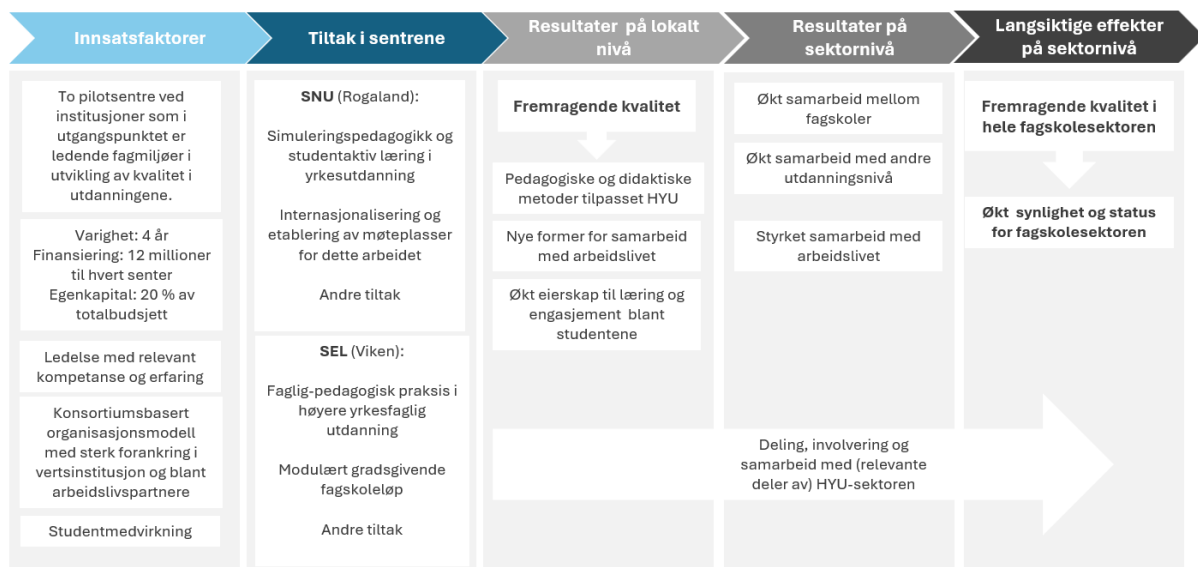 Innsatsfaktorer
Tiltak i sentrene
Resultater på lokalt
nivå
Resultater på
sektornivå
Langsiktige effekter
på sektornivå
To pilotsentre ved
institusjoner som i
utgangspunktet er
ledende fagmiljøer i
utvikling av kvalitet i
utdanningene.
Varighet: 4 år
Finansiering: 12 millioner
til hvert senter
Egenkapital: 20 % av
totalbudsjett
Ledelse med relevant
kompetanse og erfaring
Konsortiumsbasert
organisasjonsmodell
med sterk forankring i
vertsinstitusjon og blant
arbeidslivspartnere
Studentmedvirkning
SNU (Rogaland):
Simuleringspedagogikk og
studentaktiv læring i
yrkesutdanning
Internasjonalisering og
etablering av møteplasser
for dette arbeidet
Andre tiltak
SEL (Viken):
Faglig-pedagogisk praksis i
høyere yrkesfaglig
utdanning
Modulært gradsgivende
fagskoleløp
Andre tiltak
Fremragende kvalitet
Pedagogiske og didaktiske
metoder tilpasset HYU
Nye former for samarbeid
med arbeidslivet
Økt eierskap til læring og
engasjement blant
studentene
Økt samarbeid mellom
fagskoler
Økt samarbeid med andre
utdanningsnivå
Styrket samarbeid med
arbeidslivet
Fremragende kvalitet i
hele fagskolesektoren
Økt synlighet og status
for fagskolesektoren
Deling, involvering og
samarbeid med (relevante
deler av) HYU-sektoren